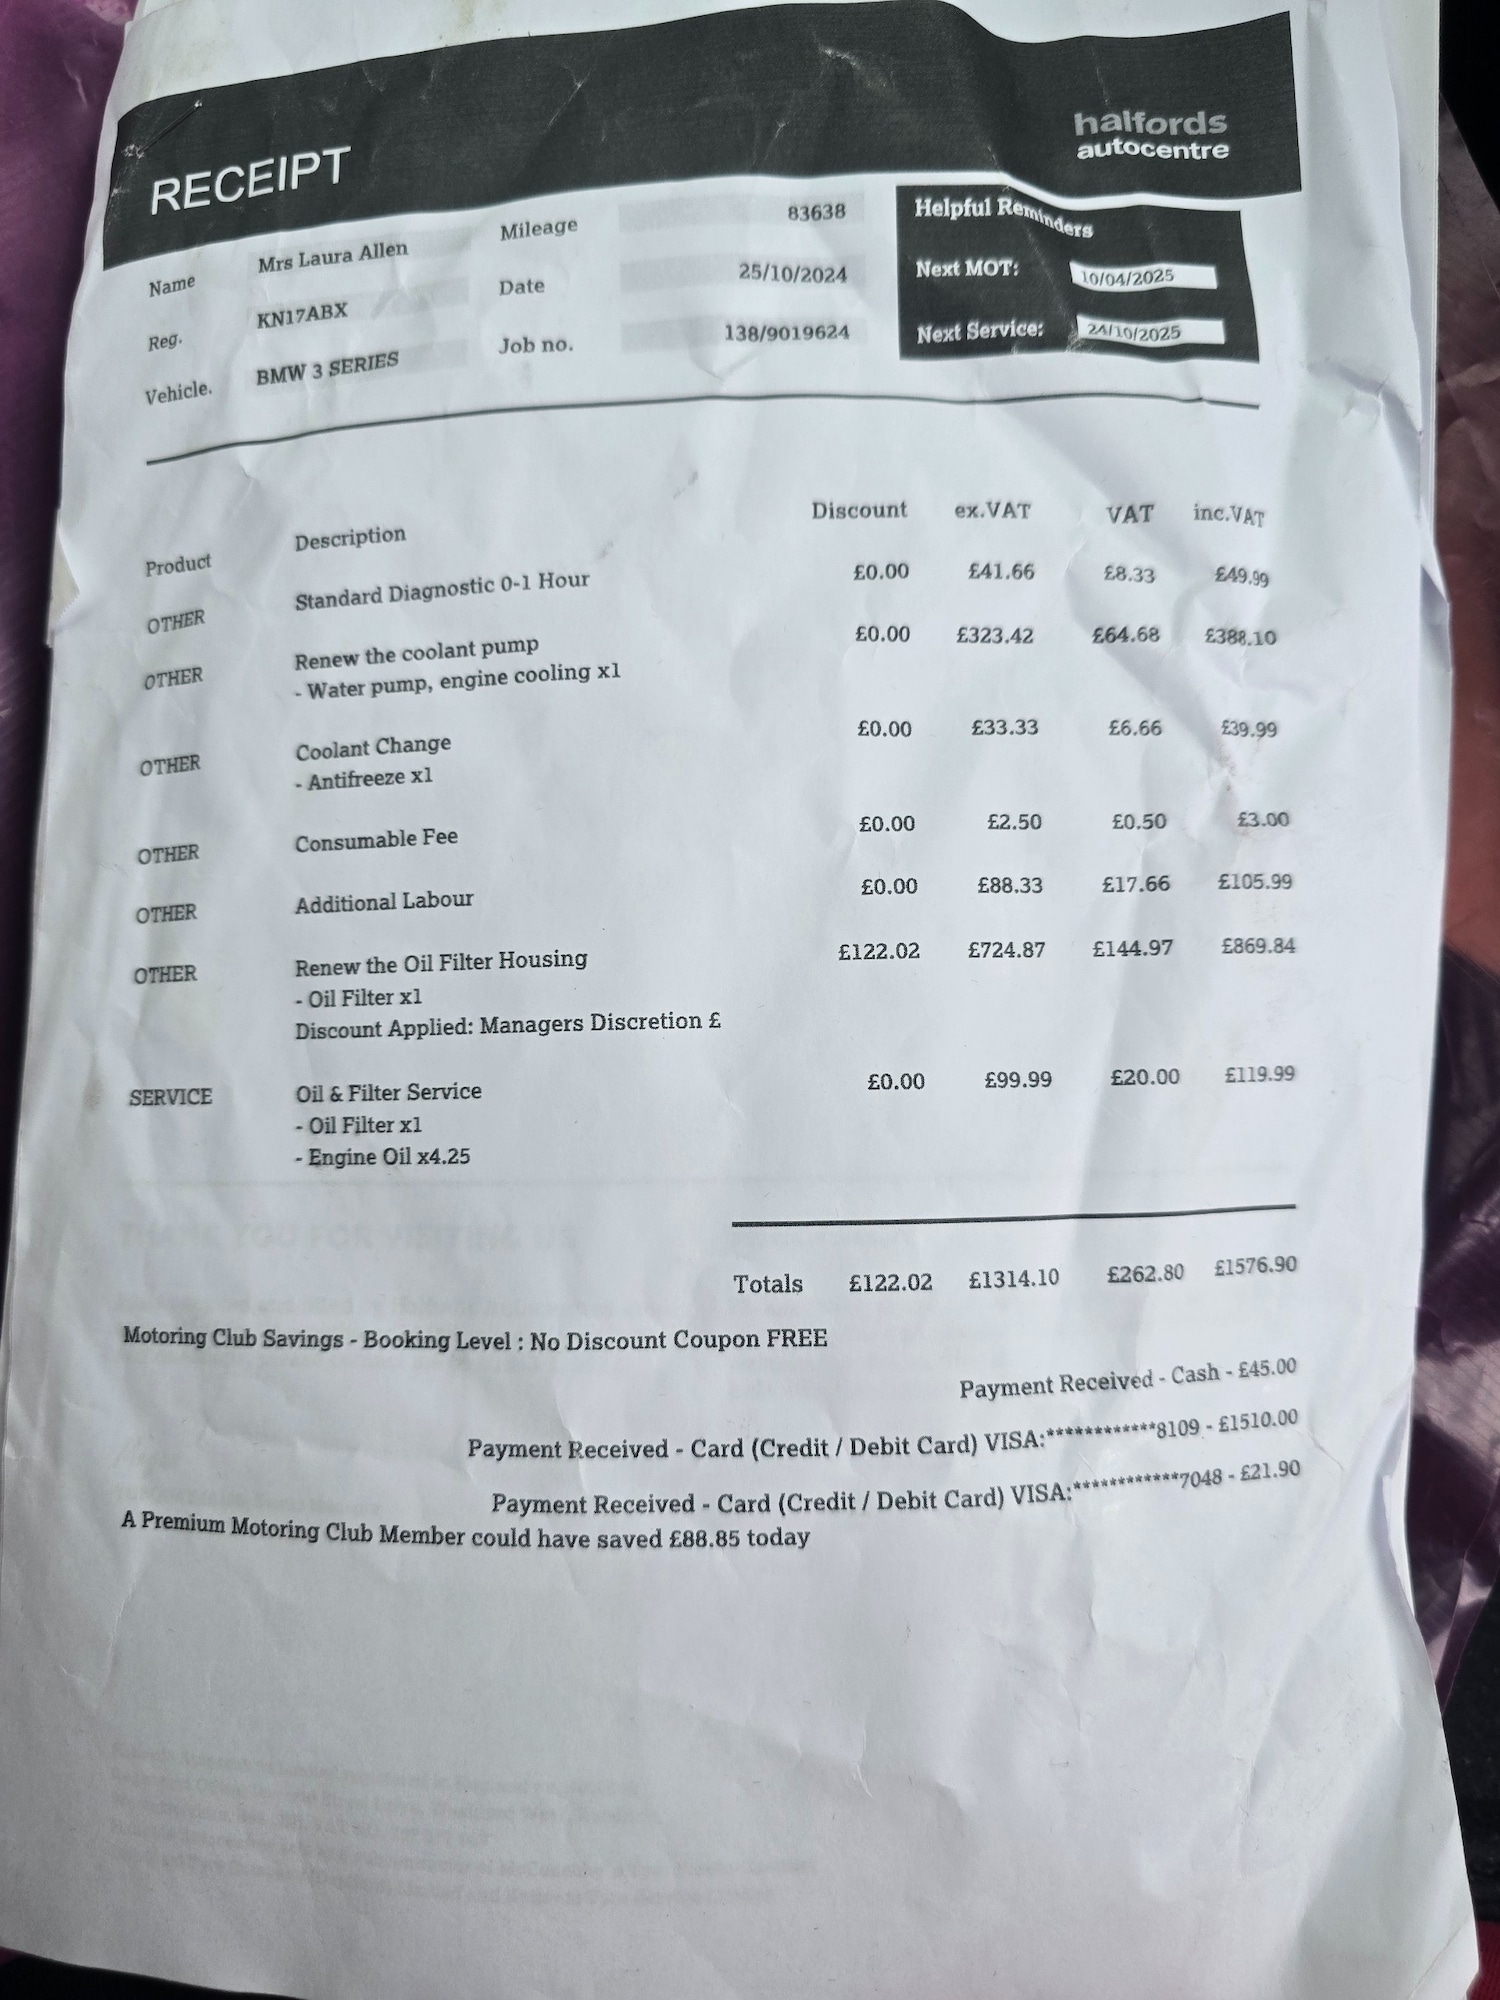 RECEIPT
halfords
autocentre
Name Mrs Laura Allen Mileage 83638
Reg. KN17ABX Date 25/10/2024
Vehicle. BMW 3 SERIES Job no. 138/9019624
Helpful Reminders
Next MOT: 10/04/2025
Next Service: 24/10/2025
Product Description Discount ex.VAT VAT inc.VAT
OTHER Standard Diagnostic 0-1 Hour £0.00 £41.66 £8.33 £49.99
OTHER Renew the coolant pump £0.00 £323.42 £64.68 £388.10
- Water pump, engine cooling x1
OTHER Coolant Change £0.00 £33.33 £6.66 £39.99
- Antifreeze x1
OTHER Consumable Fee £0.00 £2.50 £0.50 £3.00
OTHER Additional Labour £0.00 £88.33 £17.66 £105.99
OTHER Renew the Oil Filter Housing £122.02 £724.87 £144.97 £869.84
- Oil Filter x1
Discount Applied: Managers Discretion £
SERVICE Oil & Filter Service £0.00 £99.99 £20.00 £119.99
- Oil Filter x1
- Engine Oil x4.25
Totals £122.02 £1314.10 £262.80 £1576.90
Motoring Club Savings - Booking Level : No Discount Coupon FREE
Payment Received - Cash - £45.00
Payment Received - Card (Credit / Debit Card) VISA:************8109 - £1510.00
Payment Received - Card (Credit / Debit Card) VISA:************7048 - £21.90
A Premium Motoring Club Member could have saved £88.85 today